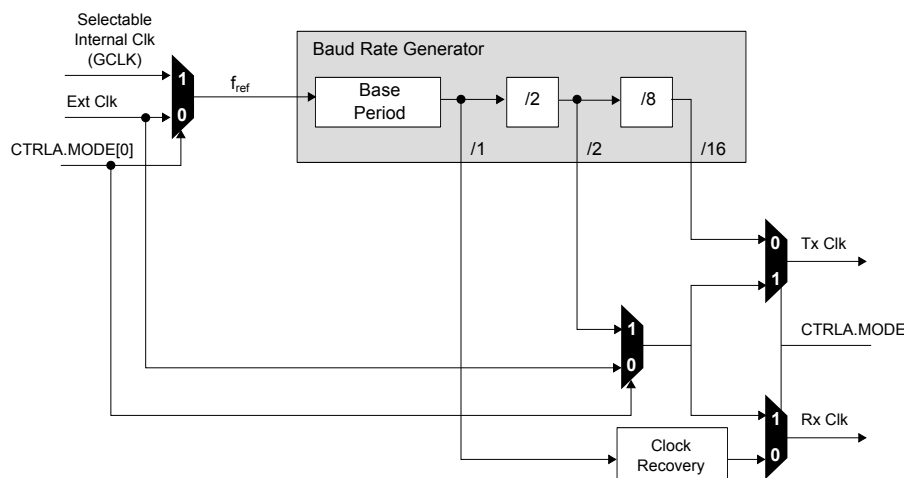 Selectable
Internal Clk
(GCLK)
Baud Rate Generator
1
0
fref
Ext Clk
Base
Period
/2
/8
CTRLA.MODE[0]
/1
/2
/16
0
1
Tx Clk
1
0
CTRLA.MODE
1
0
Rx Clk
Clock
Recovery